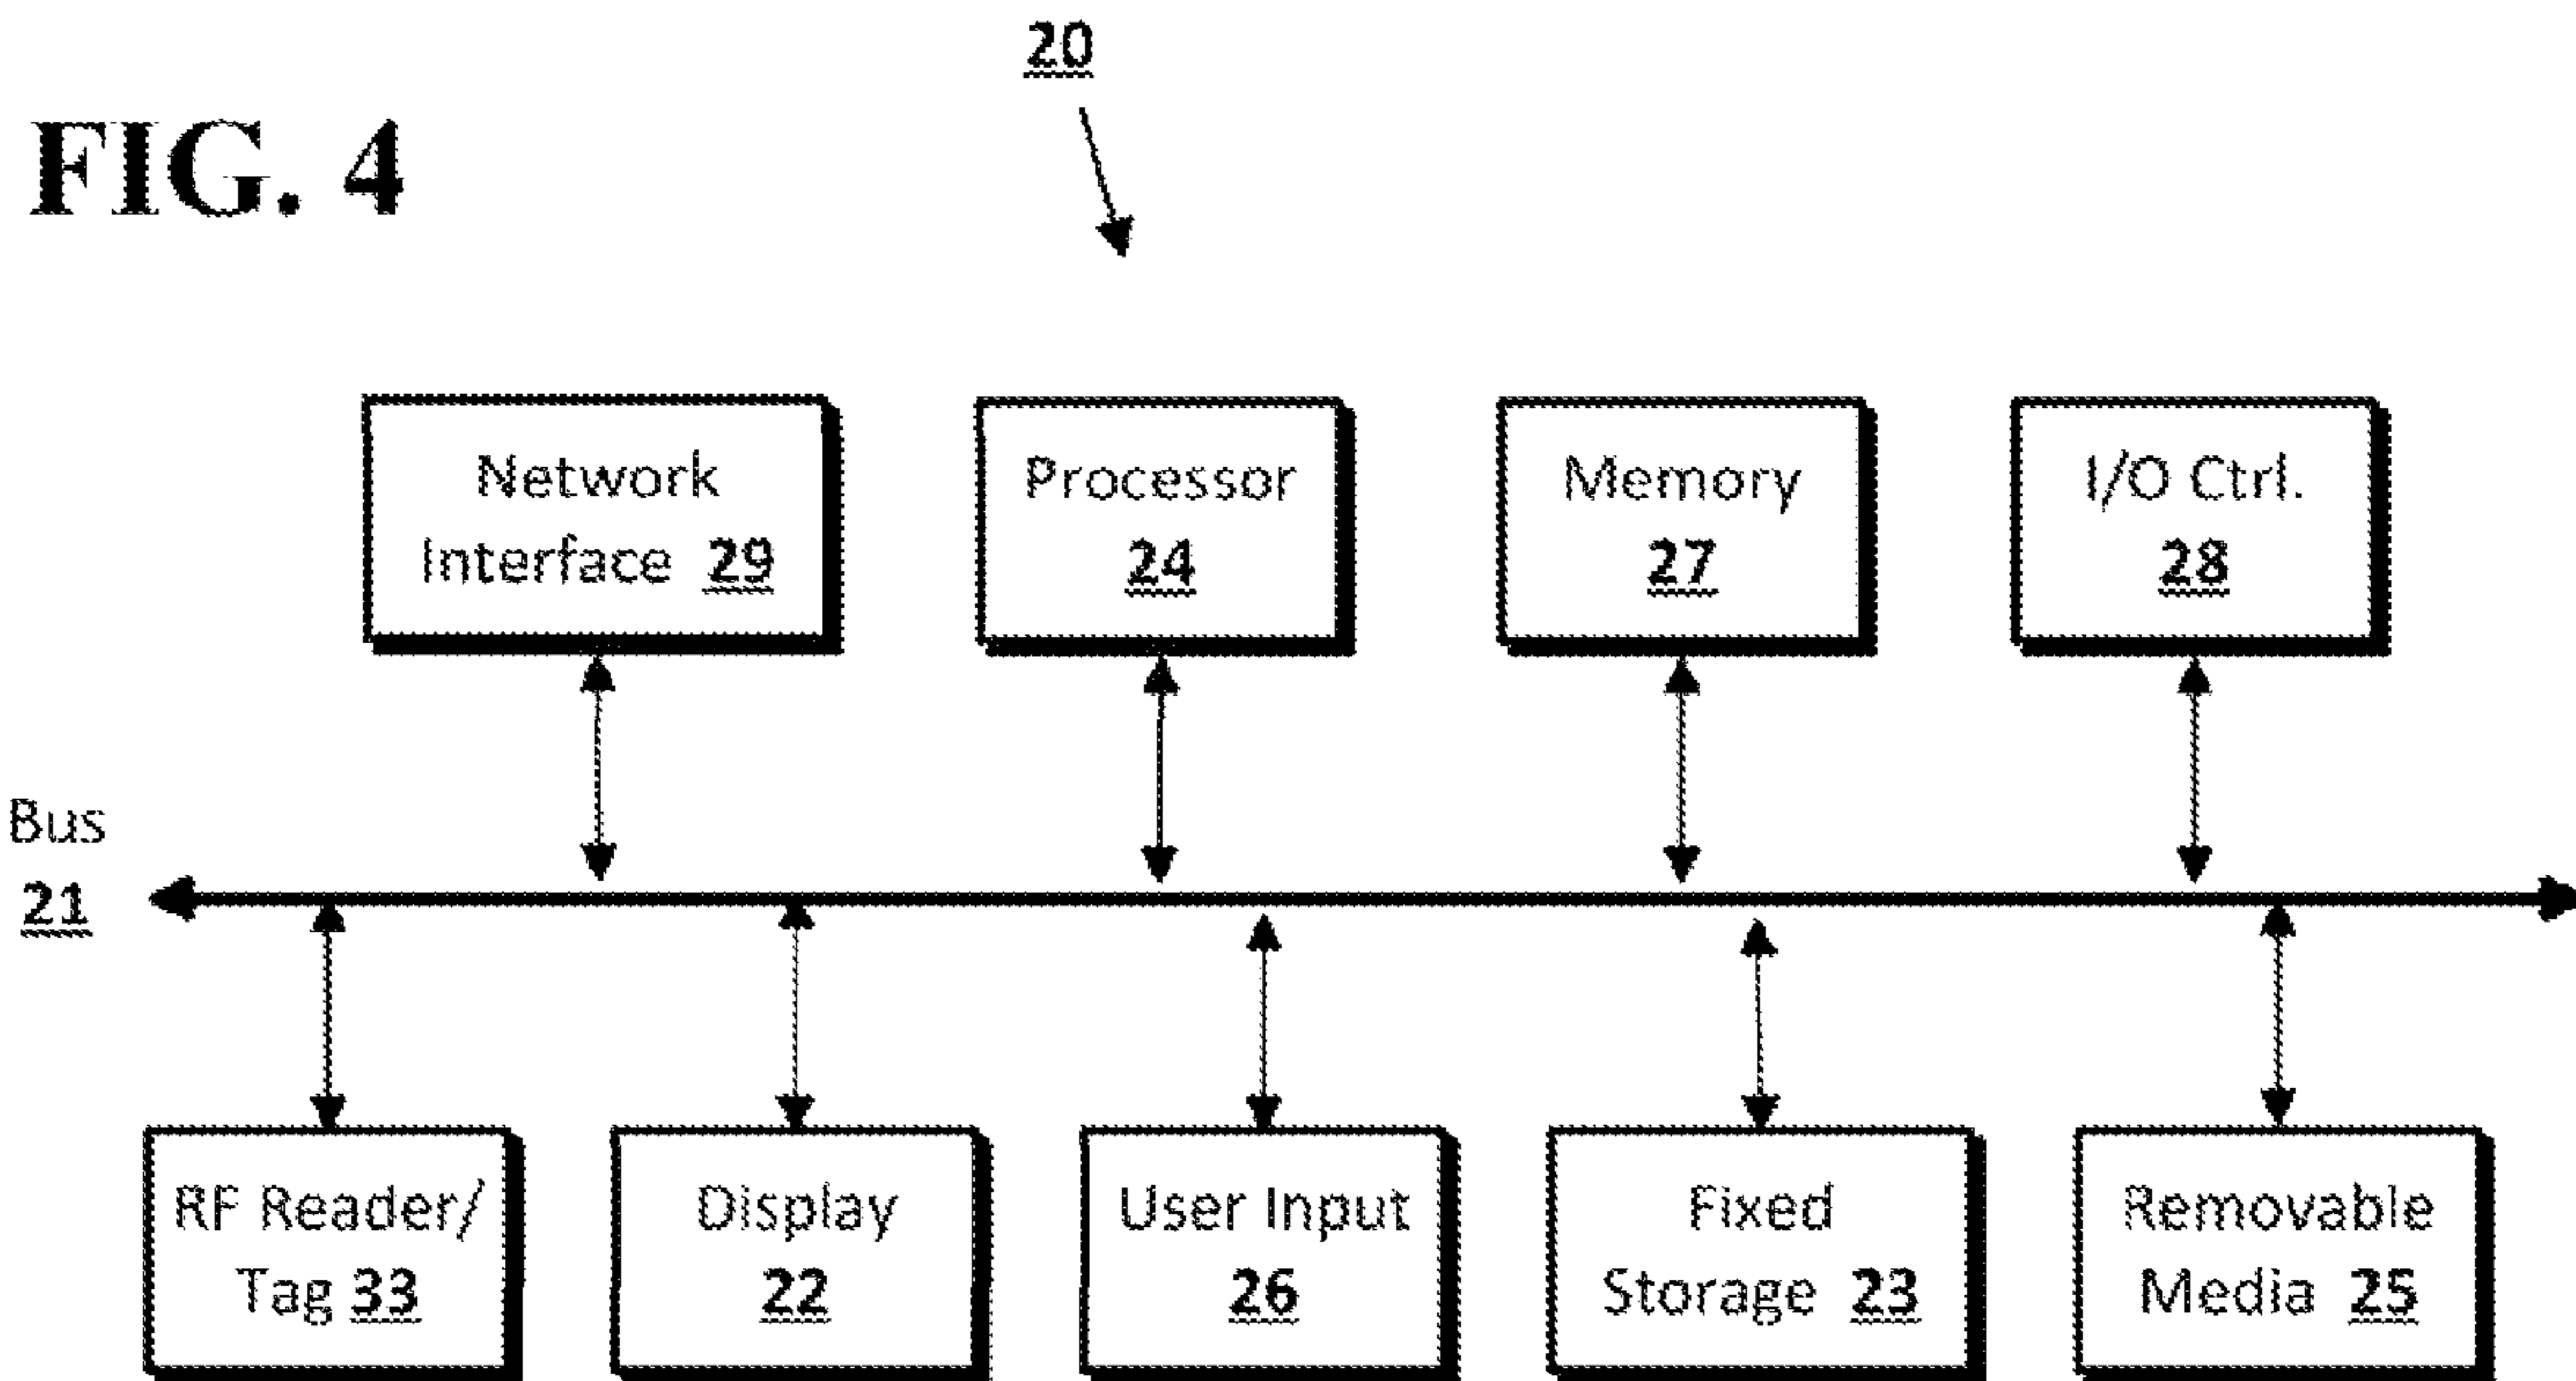 20
FIG. 4
Network
Interface 29
Processor
24
Memory
27
I/O Ctrl.
28
Bus
21
RF Reader/
Tag 33
Display
22
User Input
26
Fixed
Storage 23
Removable
Media 25